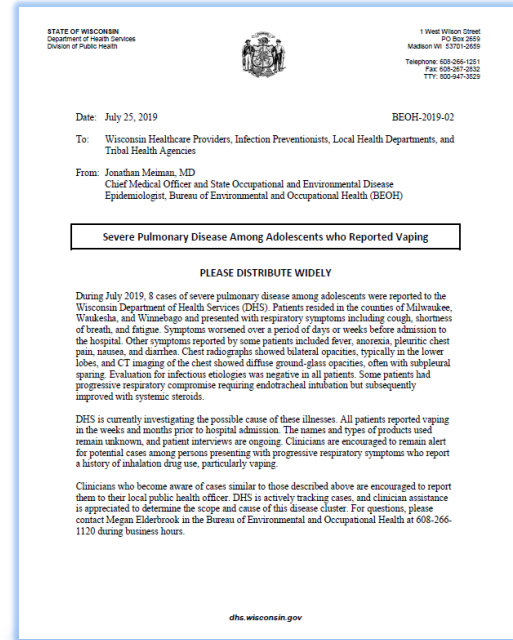 STATE OF WISCONSIN
Department of Health Services
Division of Public Health
1 West Wilson Street
PO Box 2659
Madison WI 53701-2659
Telephone: 608-266-1251
Fax: 608-267-2832
TTY: 800-947-3529
Date: July 25, 2019 BEOH-2019-02
To: Wisconsin Healthcare Providers, Infection Preventionists, Local Health Departments, and
Tribal Health Agencies
From: Jonathan Meiman, MD
Chief Medical Officer and State Occupational and Environmental Disease
Epidemiologist, Bureau of Environmental and Occupational Health (BEOH)
Severe Pulmonary Disease Among Adolescents who Reported Vaping
PLEASE DISTRIBUTE WIDELY
During July 2019, 8 cases of severe pulmonary disease among adolescents were reported to the
Wisconsin Department of Health Services (DHS). Patients resided in the counties of Milwaukee,
Waukesha, and Winnebago and presented with respiratory symptoms including cough, shortness
of breath, and fatigue. Symptoms worsened over a period of days or weeks before admission to
the hospital. Other symptoms reported by some patients included fever, anorexia, pleuritic chest
pain, nausea, and diarrhea. Chest radiographs showed bilateral opacities, typically in the lower
lobes, and CT imaging of the chest showed diffuse ground-glass opacities, often with subpleural
sparing. Evaluation for infectious etiologies was negative in all patients. Some patients had
progressive respiratory compromise requiring endotracheal intubation but subsequently
improved with systemic steroids.
DHS is currently investigating the possible cause of these illnesses. All patients reported vaping
in the weeks and months prior to hospital admission. The names and types of products used
remain unknown, and patient interviews are ongoing. Clinicians are encouraged to remain alert
for potential cases among persons presenting with progressive respiratory symptoms who report
a history of inhalation drug use, particularly vaping.
Clinicians who become aware of cases similar to those described above are encouraged to report
them to their local public health officer. DHS is actively tracking cases, and clinician assistance
is appreciated to determine the scope and cause of this disease cluster. For questions, please
contact Megan Elderbrook in the Bureau of Environmental and Occupational Health at 608-266-
1120 during business hours.
dhs.wisconsin.gov